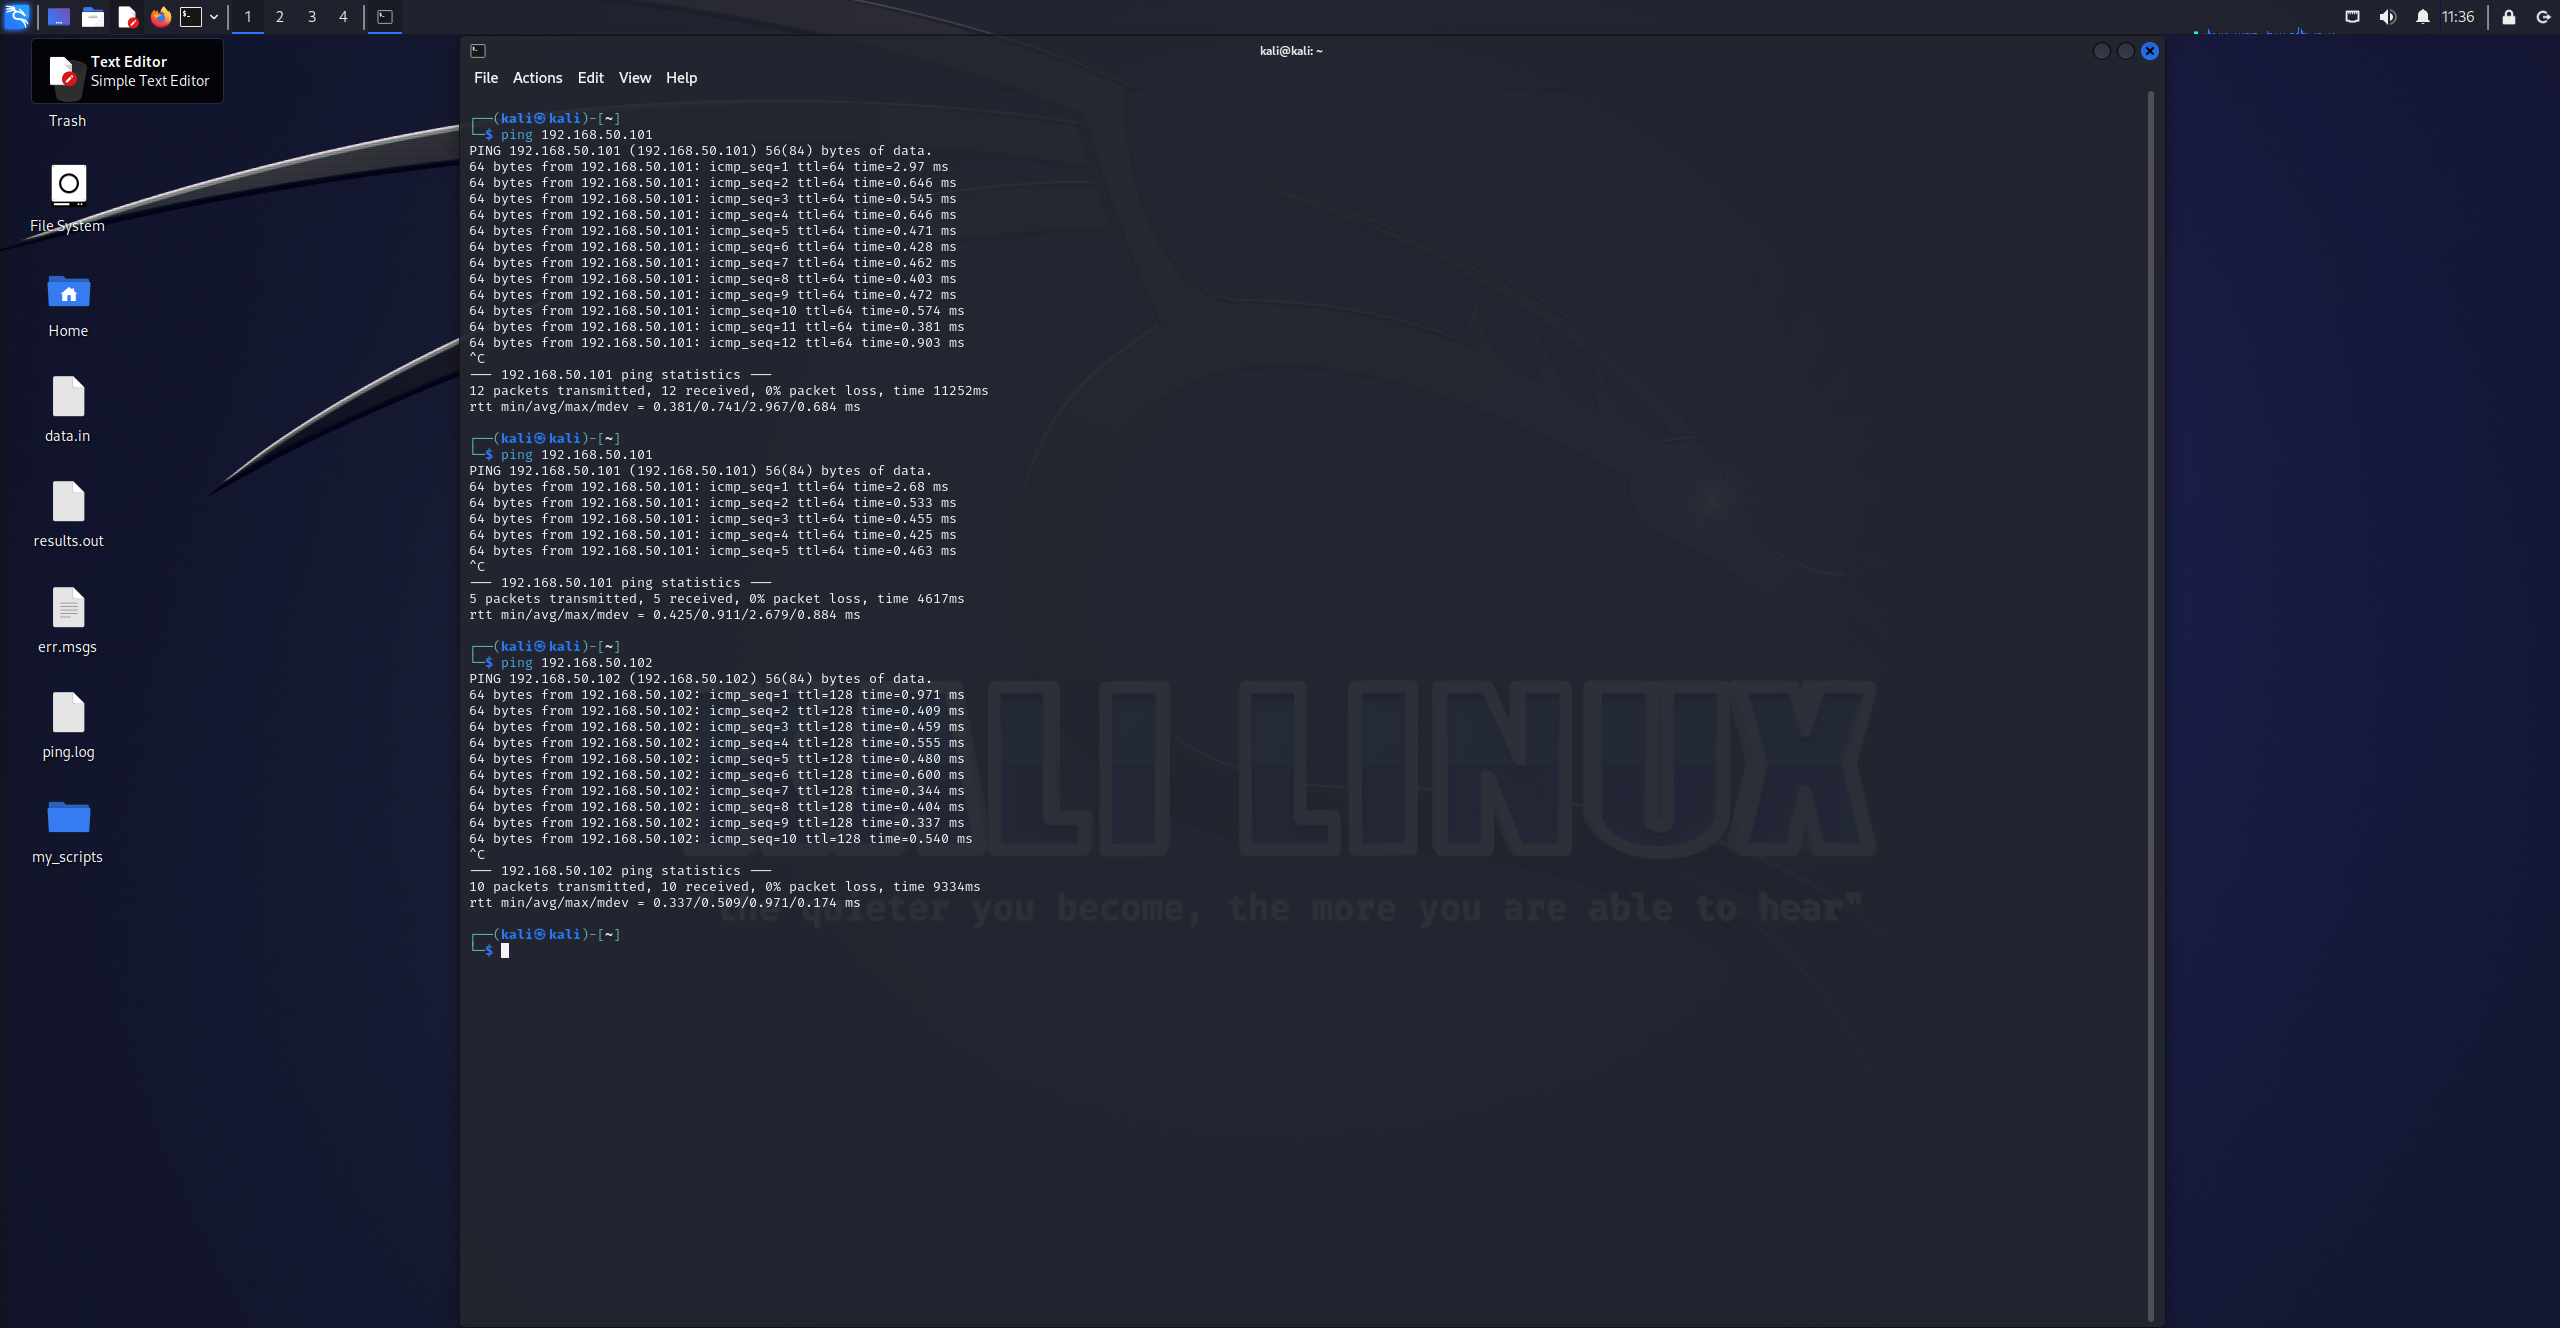 1 2 3 4
11:36
Text Editor
Simple Text Editor
Trash
File System
Home
data.in
results.out
err.msgs
ping.log
my_scripts
kali@kali: ~
File Actions Edit View Help
┌──(kali㉿kali)-[~]
└─$ ping 192.168.50.101
PING 192.168.50.101 (192.168.50.101) 56(84) bytes of data.
64 bytes from 192.168.50.101: icmp_seq=1 ttl=64 time=2.97 ms
64 bytes from 192.168.50.101: icmp_seq=2 ttl=64 time=0.646 ms
64 bytes from 192.168.50.101: icmp_seq=3 ttl=64 time=0.545 ms
64 bytes from 192.168.50.101: icmp_seq=4 ttl=64 time=0.646 ms
64 bytes from 192.168.50.101: icmp_seq=5 ttl=64 time=0.471 ms
64 bytes from 192.168.50.101: icmp_seq=6 ttl=64 time=0.428 ms
64 bytes from 192.168.50.101: icmp_seq=7 ttl=64 time=0.462 ms
64 bytes from 192.168.50.101: icmp_seq=8 ttl=64 time=0.403 ms
64 bytes from 192.168.50.101: icmp_seq=9 ttl=64 time=0.472 ms
64 bytes from 192.168.50.101: icmp_seq=10 ttl=64 time=0.574 ms
64 bytes from 192.168.50.101: icmp_seq=11 ttl=64 time=0.381 ms
64 bytes from 192.168.50.101: icmp_seq=12 ttl=64 time=0.903 ms
^C
--- 192.168.50.101 ping statistics ---
12 packets transmitted, 12 received, 0% packet loss, time 11252ms
rtt min/avg/max/mdev = 0.381/0.741/2.967/0.684 ms
┌──(kali㉿kali)-[~]
└─$ ping 192.168.50.101
PING 192.168.50.101 (192.168.50.101) 56(84) bytes of data.
64 bytes from 192.168.50.101: icmp_seq=1 ttl=64 time=2.68 ms
64 bytes from 192.168.50.101: icmp_seq=2 ttl=64 time=0.533 ms
64 bytes from 192.168.50.101: icmp_seq=3 ttl=64 time=0.455 ms
64 bytes from 192.168.50.101: icmp_seq=4 ttl=64 time=0.425 ms
64 bytes from 192.168.50.101: icmp_seq=5 ttl=64 time=0.463 ms
^C
--- 192.168.50.101 ping statistics ---
5 packets transmitted, 5 received, 0% packet loss, time 4617ms
rtt min/avg/max/mdev = 0.425/0.911/2.679/0.884 ms
┌──(kali㉿kali)-[~]
└─$ ping 192.168.50.102
PING 192.168.50.102 (192.168.50.102) 56(84) bytes of data.
64 bytes from 192.168.50.102: icmp_seq=1 ttl=128 time=0.971 ms
64 bytes from 192.168.50.102: icmp_seq=2 ttl=128 time=0.409 ms
64 bytes from 192.168.50.102: icmp_seq=3 ttl=128 time=0.459 ms
64 bytes from 192.168.50.102: icmp_seq=4 ttl=128 time=0.555 ms
64 bytes from 192.168.50.102: icmp_seq=5 ttl=128 time=0.480 ms
64 bytes from 192.168.50.102: icmp_seq=6 ttl=128 time=0.600 ms
64 bytes from 192.168.50.102: icmp_seq=7 ttl=128 time=0.344 ms
64 bytes from 192.168.50.102: icmp_seq=8 ttl=128 time=0.404 ms
64 bytes from 192.168.50.102: icmp_seq=9 ttl=128 time=0.337 ms
64 bytes from 192.168.50.102: icmp_seq=10 ttl=128 time=0.540 ms
^C
--- 192.168.50.102 ping statistics ---
10 packets transmitted, 10 received, 0% packet loss, time 9334ms
rtt min/avg/max/mdev = 0.337/0.509/0.971/0.174 ms
┌──(kali㉿kali)-[~]
└─$
KALI LINUX
the quieter you become, the more you are able to hear"